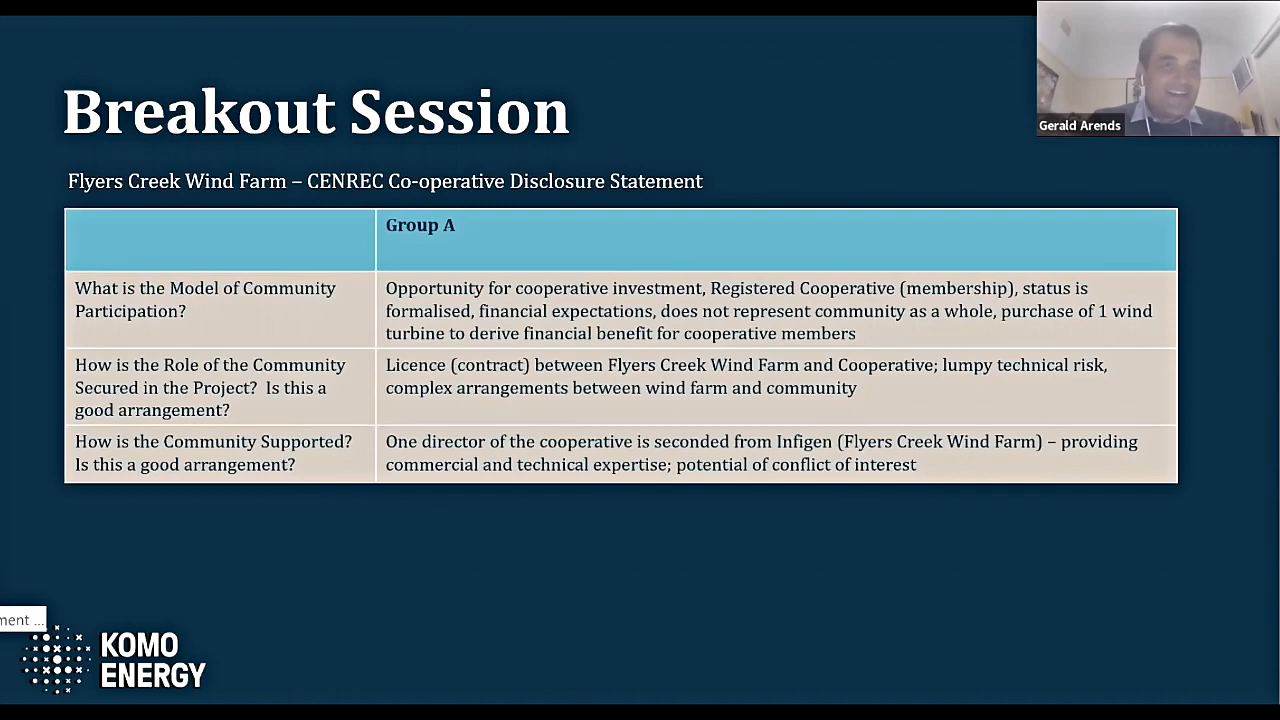 Breakout Session
Gerald Arends
Flyers Creek Wind Farm – CENREC Co-operative Disclosure Statement
Group A
What is the Model of Community
Participation?
Opportunity for cooperative investment, Registered Cooperative (membership), status is
formalised, financial expectations, does not represent community as a whole, purchase of 1 wind
turbine to derive financial benefit for cooperative members
How is the Role of the Community
Secured in the Project? Is this a
good arrangement?
Licence (contract) between Flyers Creek Wind Farm and Cooperative; lumpy technical risk,
complex arrangements between wind farm and community
How is the Community Supported?
Is this a good arrangement?
One director of the cooperative is seconded from Infigen (Flyers Creek Wind Farm) – providing
commercial and technical expertise; potential of conflict of interest
ment ...
KOMO
ENERGY